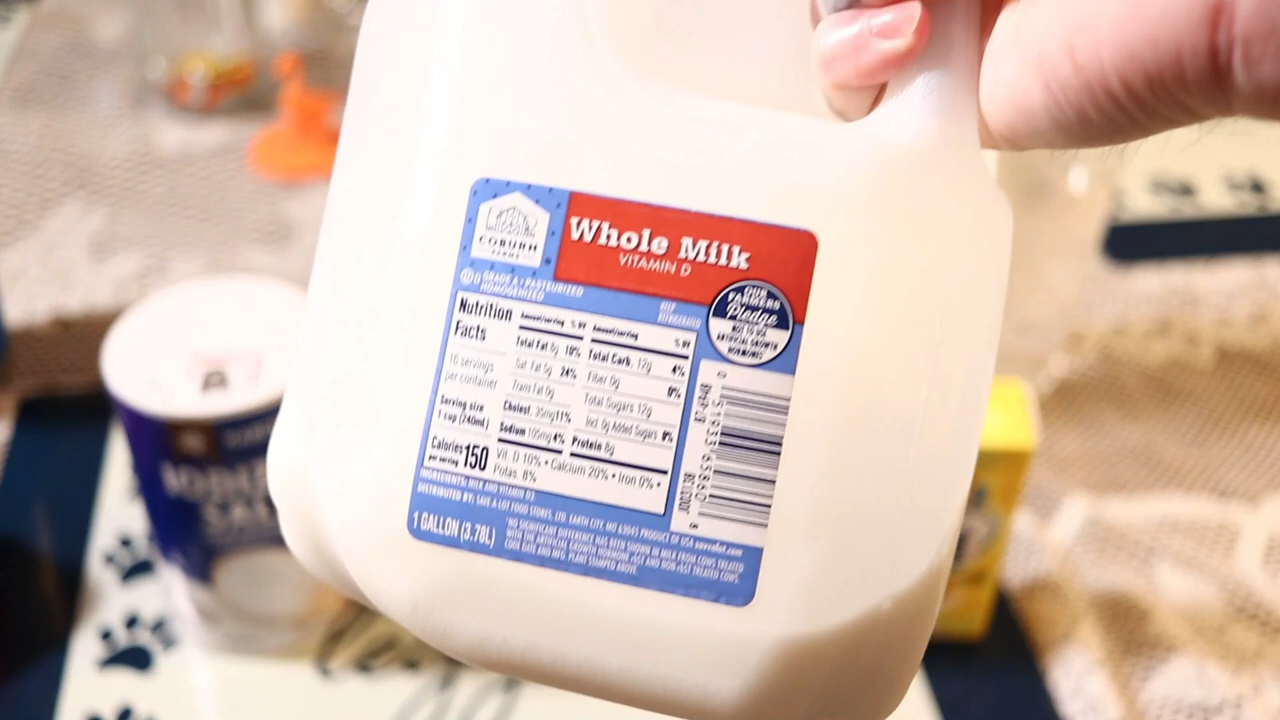 COBURN
FARMS
Whole Milk
VITAMIN D
GRADE A • PASTEURIZED
HOMOGENIZED
KEEP
REFRIGERATED
OUR
FARMERS
Pledge
NOT TO USE
ARTIFICIAL GROWTH
HORMONES*
Nutrition
Facts
16 servings
per container
Serving size
1 cup (240mL)
Calories
per serving
150
Amount/serving % DV
Total Fat 8g 10%
Sat. Fat 5g 24%
Trans Fat 0g
Cholest. 35mg 11%
Sodium 105mg 4%
Amount/serving % DV
Total Carb. 12g 4%
Fiber 0g 0%
Total Sugars 12g
Incl. 0g Added Sugars 0%
Protein 8g
Vit. D 10% • Calcium 20% • Iron 0% •
Potas. 8%
INGREDIENTS: MILK AND VITAMIN D3
DISTRIBUTED BY: SAVE A LOT FOOD STORES, LTD. EARTH CITY, MO 63045 PRODUCT OF USA savealot.com
1 GALLON (3.78L)
*NO SIGNIFICANT DIFFERENCE HAS BEEN SHOWN IN MILK FROM COWS TREATED
WITH THE ARTIFICIAL GROWTH HORMONE rbST AND NON-rbST TREATED COWS.
CODE DATE AND MFG. PLANT STAMPED ABOVE.